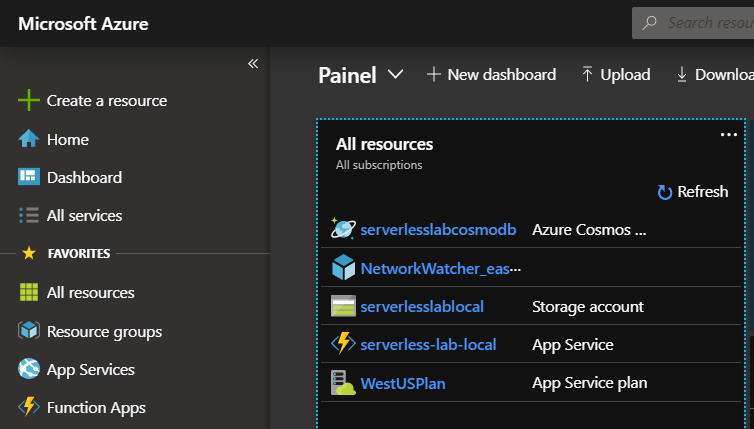 Microsoft Azure
Search resou
«
Create a resource
Home
Dashboard
All services
FAVORITES
All resources
Resource groups
App Services
Function Apps
Painel
New dashboard
Upload
Downloa
All resources
All subscriptions
Refresh
serverlesslabcosmodb Azure Cosmos ...
NetworkWatcher_eas...
serverlesslablocal Storage account
serverless-lab-local App Service
WestUSPlan App Service plan